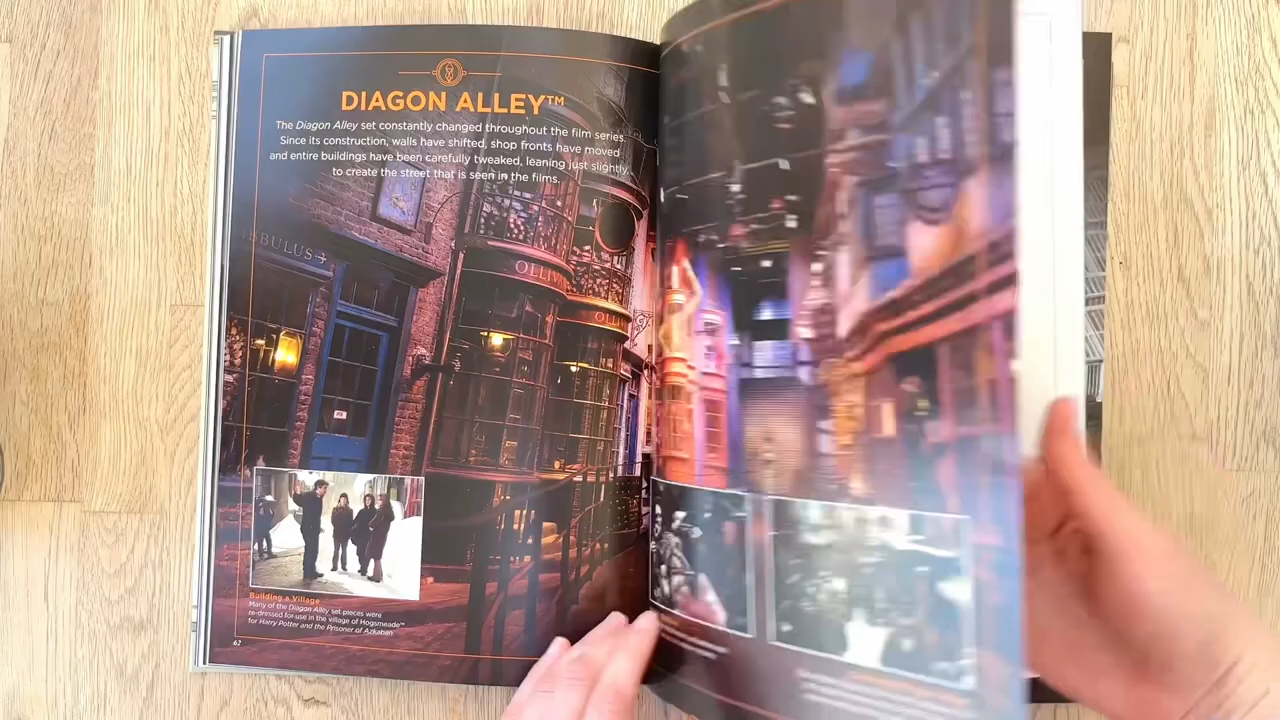 DIAGON ALLEY™
The Diagon Alley set constantly changed throughout the film series.
Since its construction, walls have shifted, shop fronts have moved
and entire buildings have been carefully tweaked, leaning just slightly,
to create the street that is seen in the films.
BBULUS
OLLIV
OLLI
Building a Village
Many of the Diagon Alley set pieces were
re-dressed for use in the village of Hogsmeade™
for Harry Potter and the Prisoner of Azkaban.
62